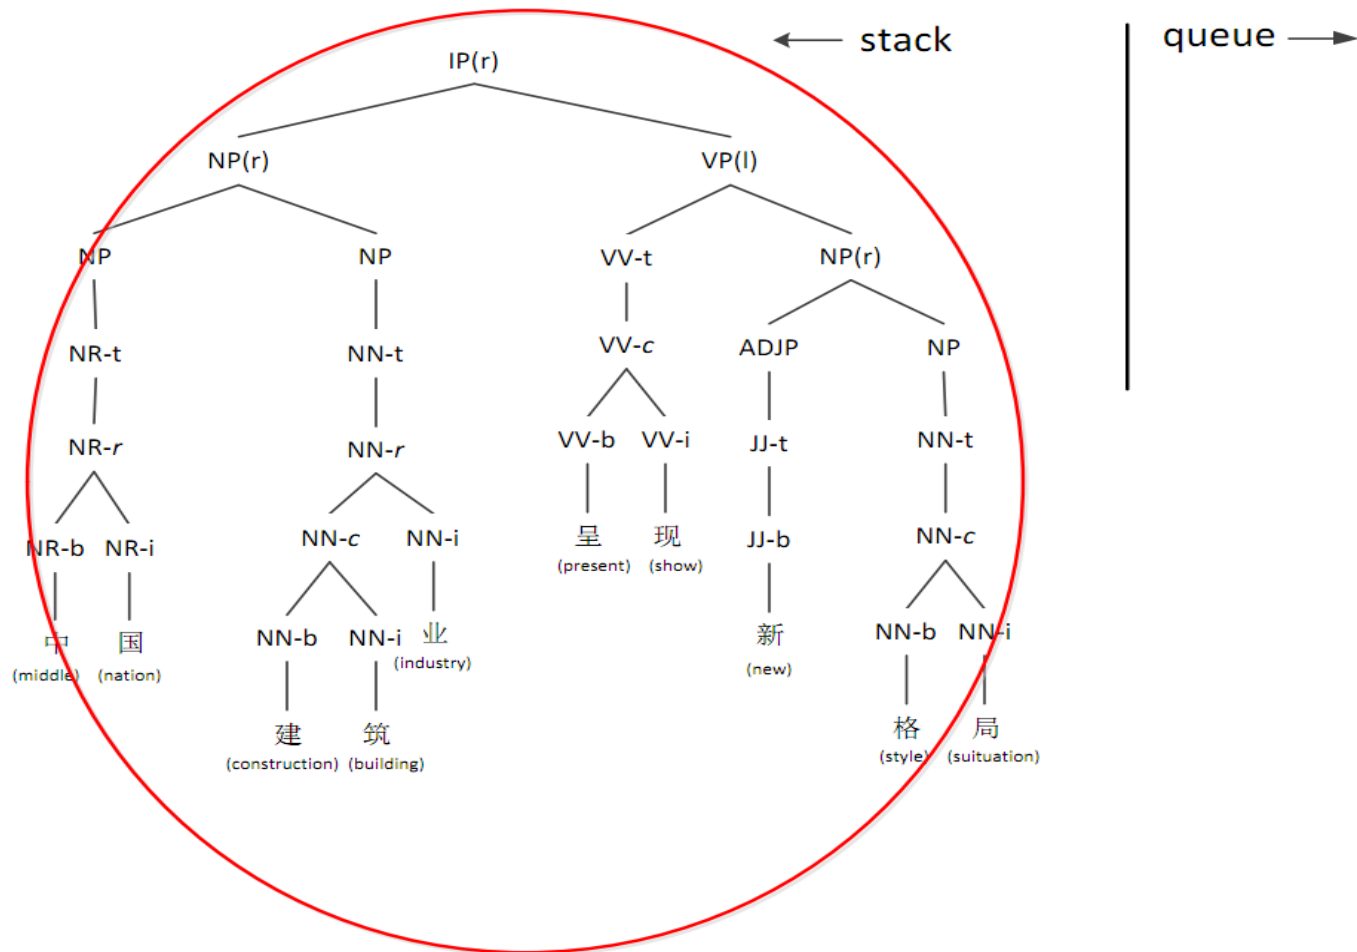 stack
queue
IP(r)
NP(r) VP(l)
NP NP VV-t NP(r)
NR-t NN-t VV-c ADJP NP
NR-r NN-r VV-b VV-i JJ-t NN-t
NR-b NR-i NN-c NN-i 呈 现 JJ-b NN-c
(present) (show)
中 国 NN-b NN-i 业 新 NN-b NN-i
(middle) (nation) (industry) (new)
建 筑 格 局
(construction) (building) (style) (suituation)